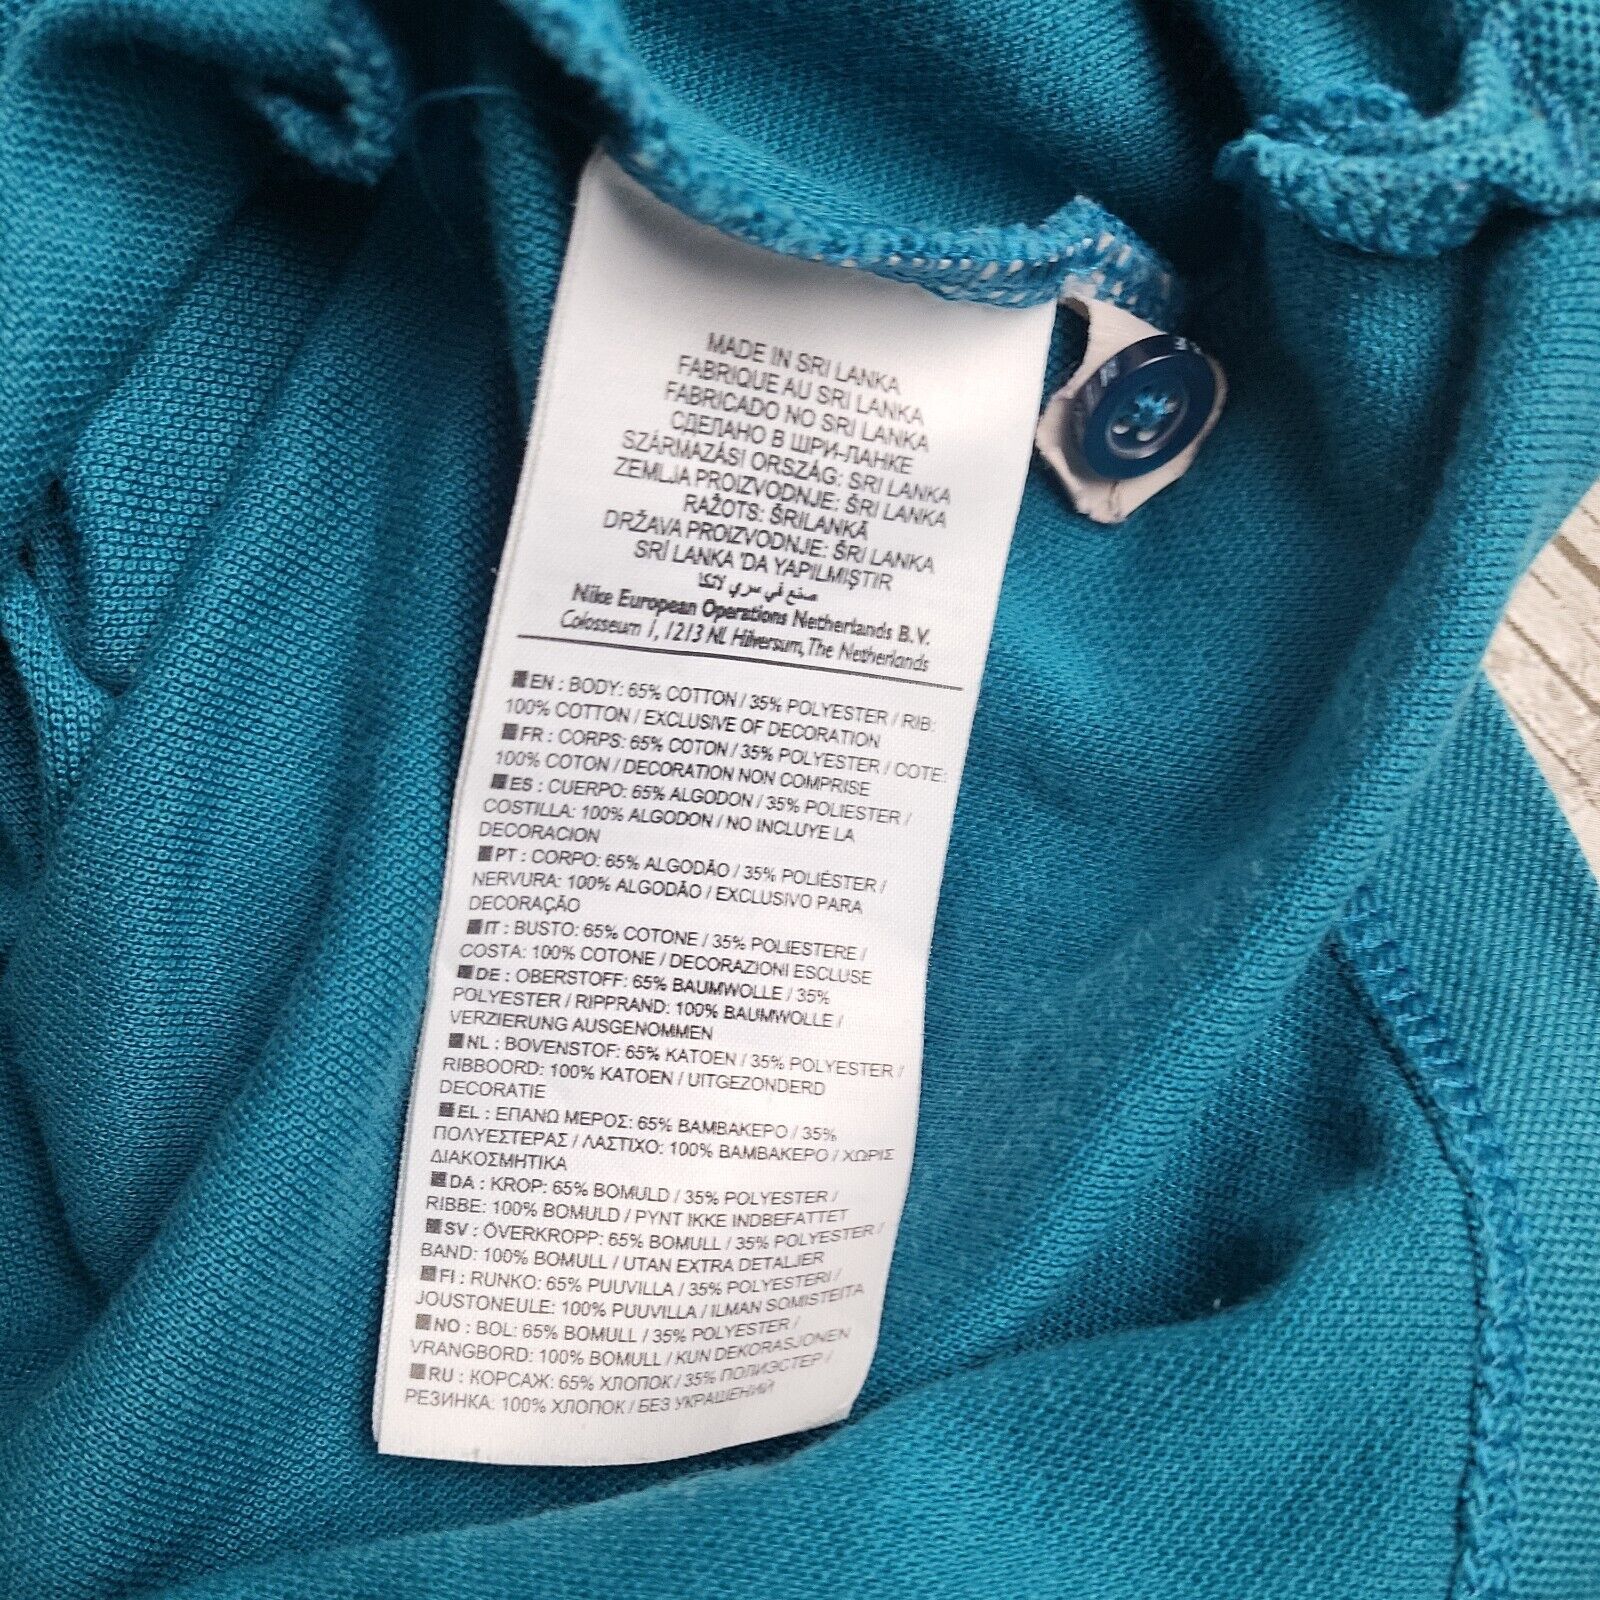 MADE IN SRI LANKA
FABRIQUE AU SRI LANKA
FABRICADO NO SRI LANKA
СДЕЛАНО В ШРИ-ЛАНКЕ
SZÁRMAZÁSI ORSZÁG: SRI LANKA
ZEMLJA PROIZVODNJE: ŠRI LANKA
RAŽOTS: ŠRILANKĀ
DRŽAVA PROIZVODNJE: ŠRI LANKA
SRİ LANKA 'DA YAPILMIŞTIR
صنع في سري لانكا
Nike European Operations Netherlands B.V.
Colosseum 1, 1213 NL Hilversum, The Netherlands
EN : BODY: 65% COTTON / 35% POLYESTER / RIB:
100% COTTON / EXCLUSIVE OF DECORATION
FR : CORPS: 65% COTON / 35% POLYESTER / COTE:
100% COTON / DECORATION NON COMPRISE
ES : CUERPO: 65% ALGODON / 35% POLIESTER /
COSTILLA: 100% ALGODON / NO INCLUYE LA
DECORACION
PT : CORPO: 65% ALGODÃO / 35% POLIÉSTER /
NERVURA: 100% ALGODÃO / EXCLUSIVO PARA
DECORAÇÃO
IT : BUSTO: 65% COTONE / 35% POLIESTERE /
COSTA: 100% COTONE / DECORAZIONI ESCLUSE
DE : OBERSTOFF: 65% BAUMWOLLE / 35%
POLYESTER / RIPPRAND: 100% BAUMWOLLE /
VERZIERUNG AUSGENOMMEN
NL : BOVENSTOF: 65% KATOEN / 35% POLYESTER /
RIBBOORD: 100% KATOEN / UITGEZONDERD
DECORATIE
EL : ΕΠΑΝΩ ΜΕΡΟΣ: 65% ΒΑΜΒΑΚΕΡΟ / 35%
ΠΟΛΥΕΣΤΕΡΑΣ / ΛΑΣΤΙΧΟ: 100% ΒΑΜΒΑΚΕΡΟ / ΧΩΡΙΣ
ΔΙΑΚΟΣΜΗΤΙΚΑ
DA : KROP: 65% BOMULD / 35% POLYESTER /
RIBBE: 100% BOMULD / PYNT IKKE INDBEFATTET
SV : ÖVERKROPP: 65% BOMULL / 35% POLYESTER /
BAND: 100% BOMULL / UTAN EXTRA DETALJER
FI : RUNKO: 65% PUUVILLA / 35% POLYESTERI /
JOUSTONEULE: 100% PUUVILLA / ILMAN SOMISTEITA
NO : BOL: 65% BOMULL / 35% POLYESTER /
VRANGBORD: 100% BOMULL / KUN DEKORASJONEN
RU : КОРСАЖ: 65% ХЛОПОК / 35% ПОЛИЭСТЕР /
РЕЗИНКА: 100% ХЛОПОК / БЕЗ УКРАШЕНИЙ